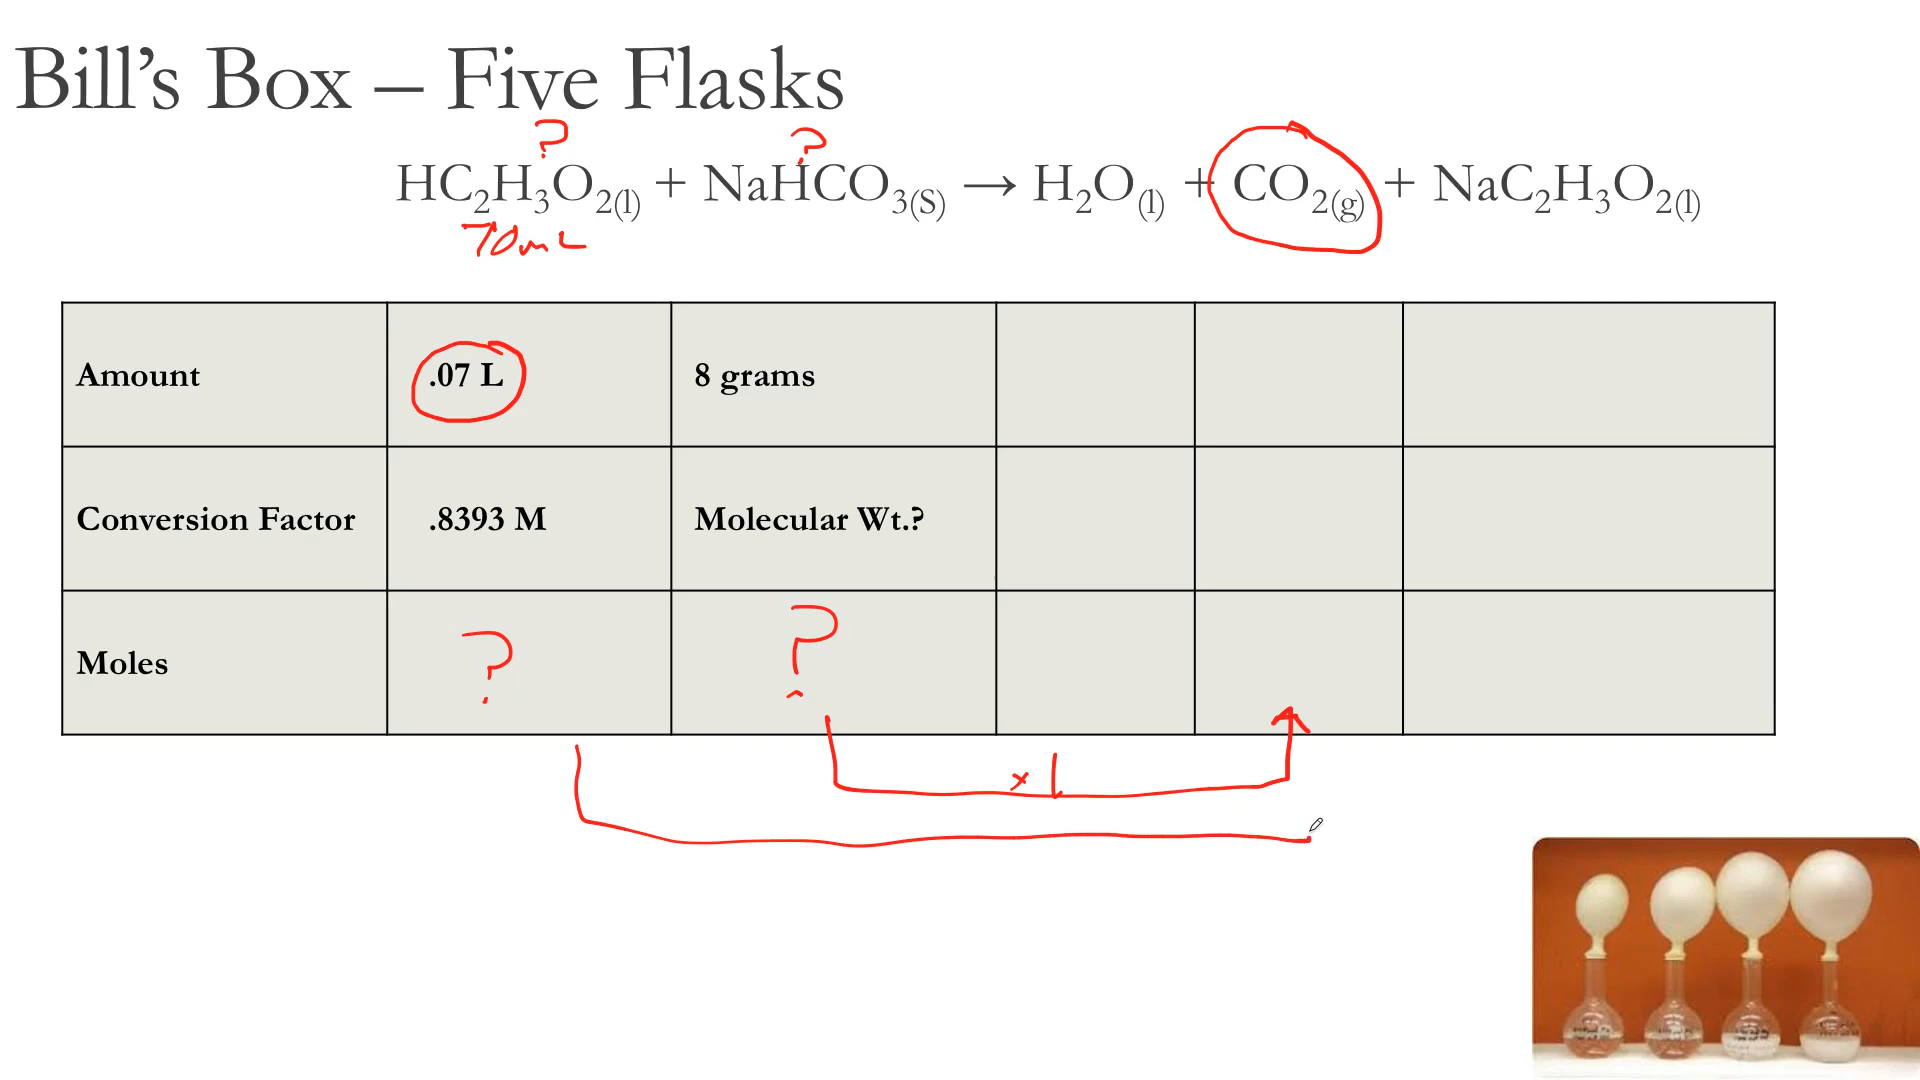 Bill’s Box – Five Flasks
? ?
HC₂H₃O₂₍ₗ₎ + NaHCO₃₍S₎ → H₂O₍ₗ₎ + CO₂₍g₎ + NaC₂H₃O₂₍ₗ₎
70mL
Amount .07 L 8 grams
Conversion Factor .8393 M Molecular Wt.?
Moles ? ?
x 1